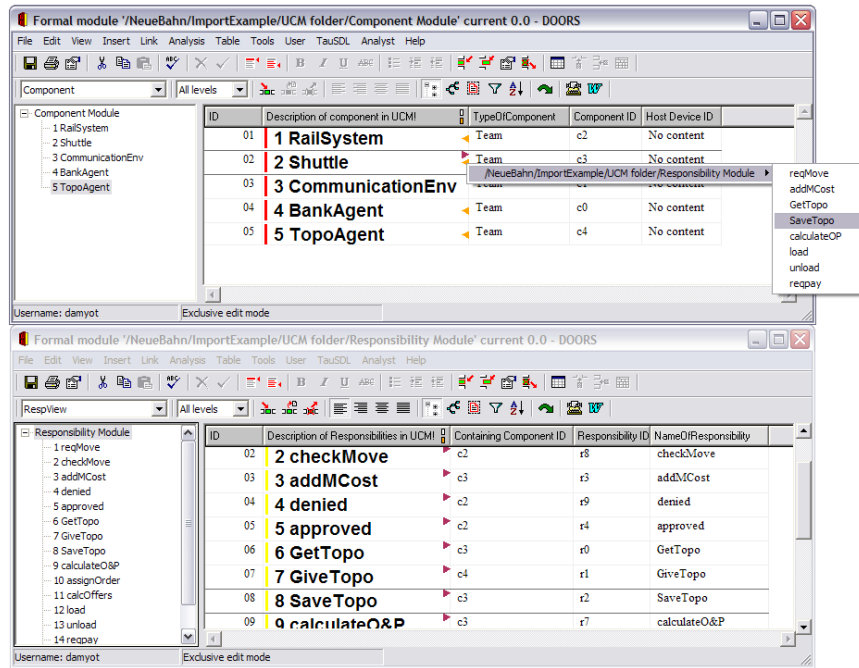 Formal module '/NeueBahn/ImportExample/UCM folder/Component Module' current 0.0 - DOORS
File Edit View Insert Link Analysis Table Tools User TauSDL Analyst Help
Component All levels
Component Module
1 RailSystem
2 Shuttle
3 CommunicationEnv
4 BankAgent
5 TopoAgent
ID Description of component in UCM! TypeOfComponent Component ID Host Device ID
01 1 RailSystem Team c2 No content
02 2 Shuttle Team c3 No content
03 3 CommunicationEnv
04 4 BankAgent Team c0 No content
05 5 TopoAgent Team c4 No content
/NeueBahn/ImportExample/UCM folder/Responsibility Module
reqMove
addMCost
GetTopo
SaveTopo
calculateOP
load
unload
reqpay
Username: damyot Exclusive edit mode
Formal module '/NeueBahn/ImportExample/UCM folder/Responsibility Module' current 0.0 - DOORS
File Edit View Insert Link Analysis Table Tools User TauSDL Analyst Help
RespView All levels
Responsibility Module
1 reqMove
2 checkMove
3 addMCost
4 denied
5 approved
6 GetTopo
7 GiveTopo
8 SaveTopo
9 calculateO&P
10 assignOrder
11 calcOffers
12 load
13 unload
14 reqpay
ID Description of Responsibilities in UCM! Containing Component ID Responsibility ID NameOfResponsibility
02 2 checkMove c2 r8 checkMove
03 3 addMCost c3 r3 addMCost
04 4 denied c2 r9 denied
05 5 approved c2 r4 approved
06 6 GetTopo c3 r0 GetTopo
07 7 GiveTopo c4 r1 GiveTopo
08 8 SaveTopo c3 r2 SaveTopo
09 9 calculateO&P c3 r7 calculateO&P
Username: damyot Exclusive edit mode